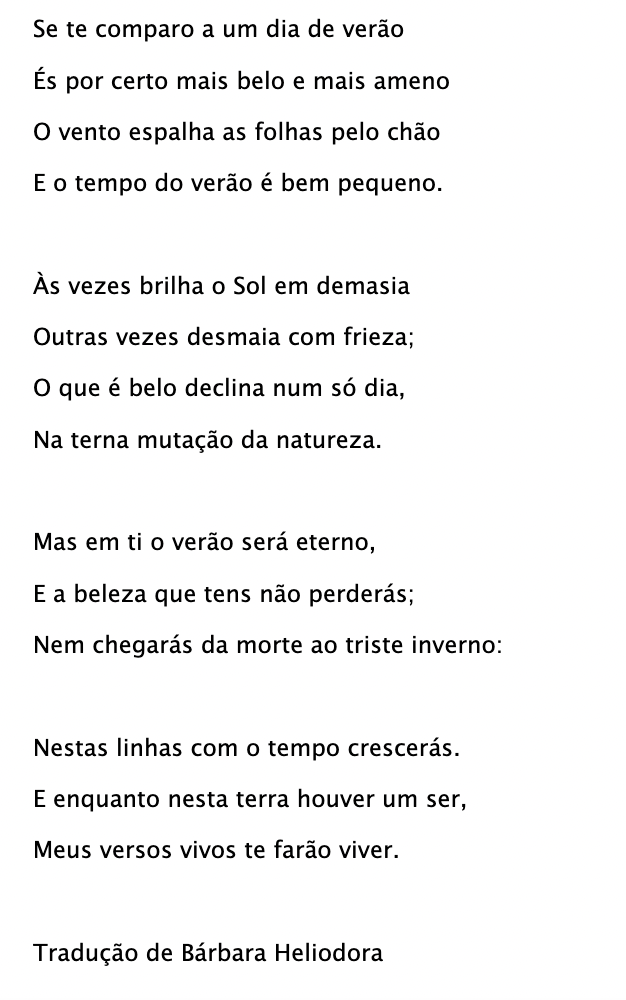 Se te comparo a um dia de verão
És por certo mais belo e mais ameno
O vento espalha as folhas pelo chão
E o tempo do verão é bem pequeno.
Às vezes brilha o Sol em demasia
Outras vezes desmaia com frieza;
O que é belo declina num só dia,
Na terna mutação da natureza.
Mas em ti o verão será eterno,
E a beleza que tens não perderás;
Nem chegarás da morte ao triste inverno:
Nestas linhas com o tempo crescerás.
E enquanto nesta terra houver um ser,
Meus versos vivos te farão viver.
Tradução de Bárbara Heliodora